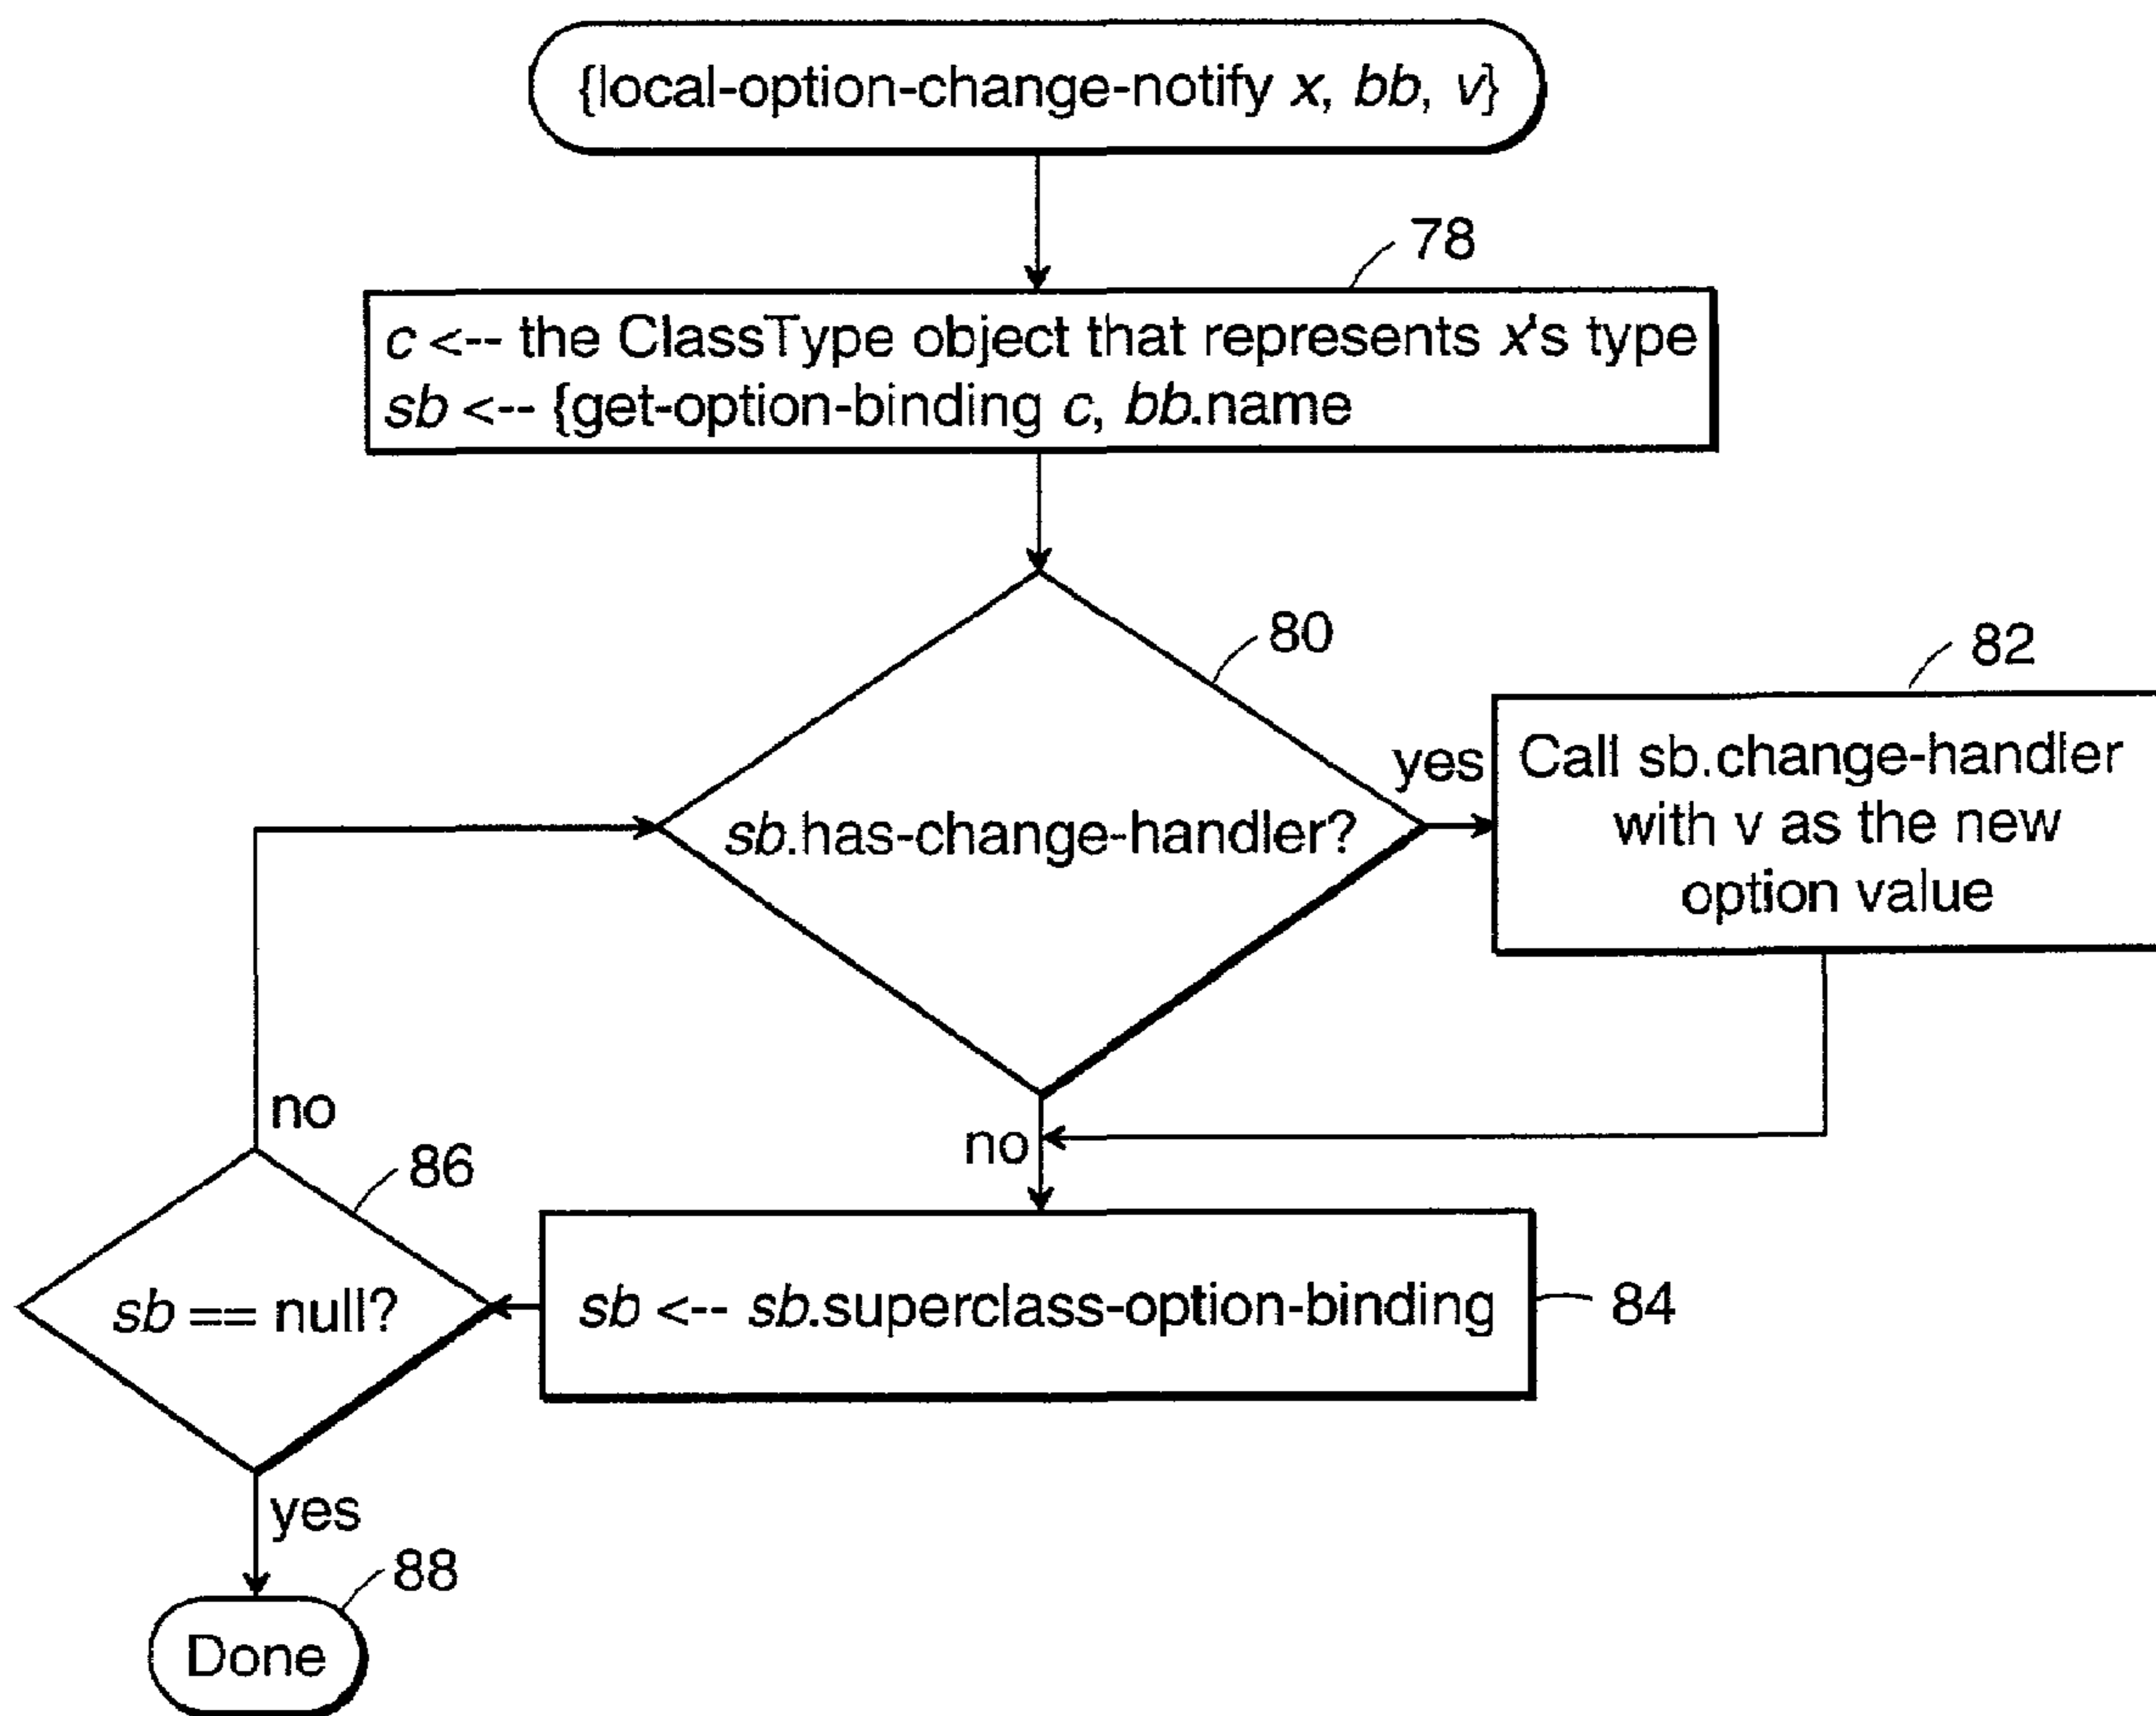 {local-option-change-notify x, bb, v}
78
c <-- the ClassType object that represents x's type
sb <-- {get-option-binding c, bb.name
80
82
sb.has-change-handler?
yes
Call sb.change-handler
with v as the new
option value
no
no
86
sb == null?
sb <-- sb.superclass-option-binding
84
yes
88
Done